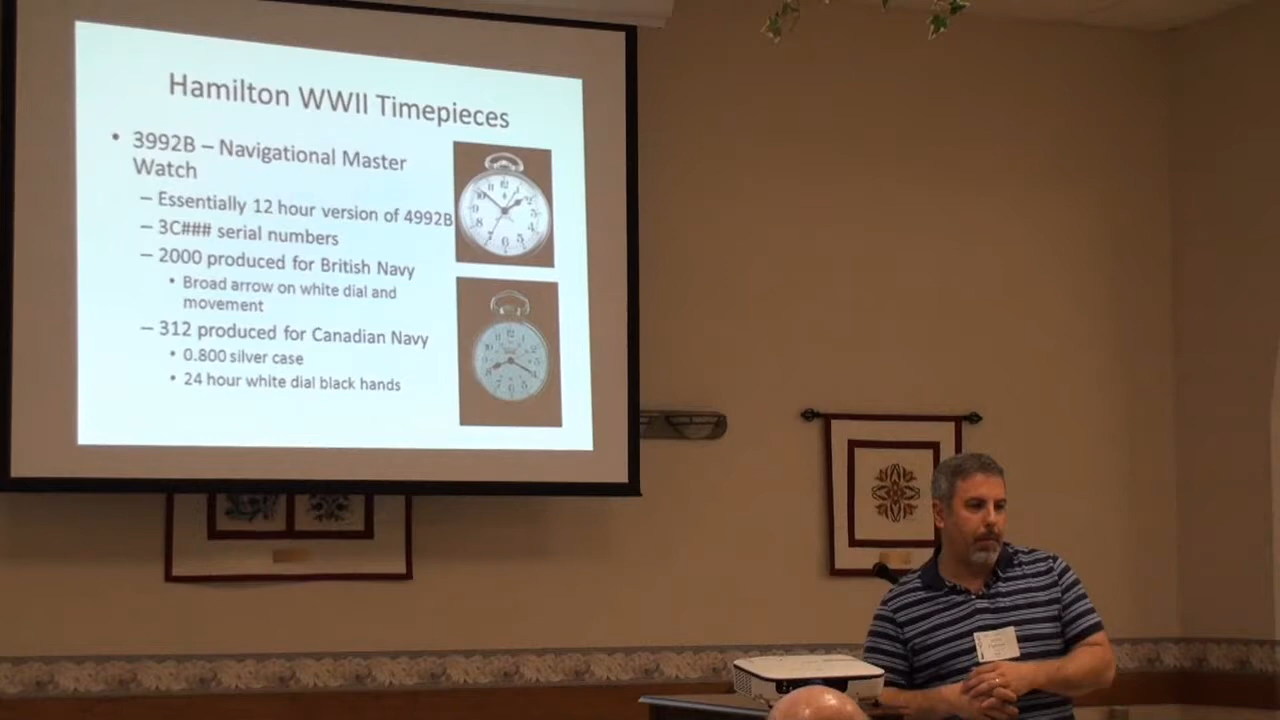 Hamilton WWII Timepieces
• 3992B – Navigational Master
Watch
– Essentially 12 hour version of 4992B
– 3C### serial numbers
– 2000 produced for British Navy
• Broad arrow on white dial and
movement
– 312 produced for Canadian Navy
• 0.800 silver case
• 24 hour white dial black hands